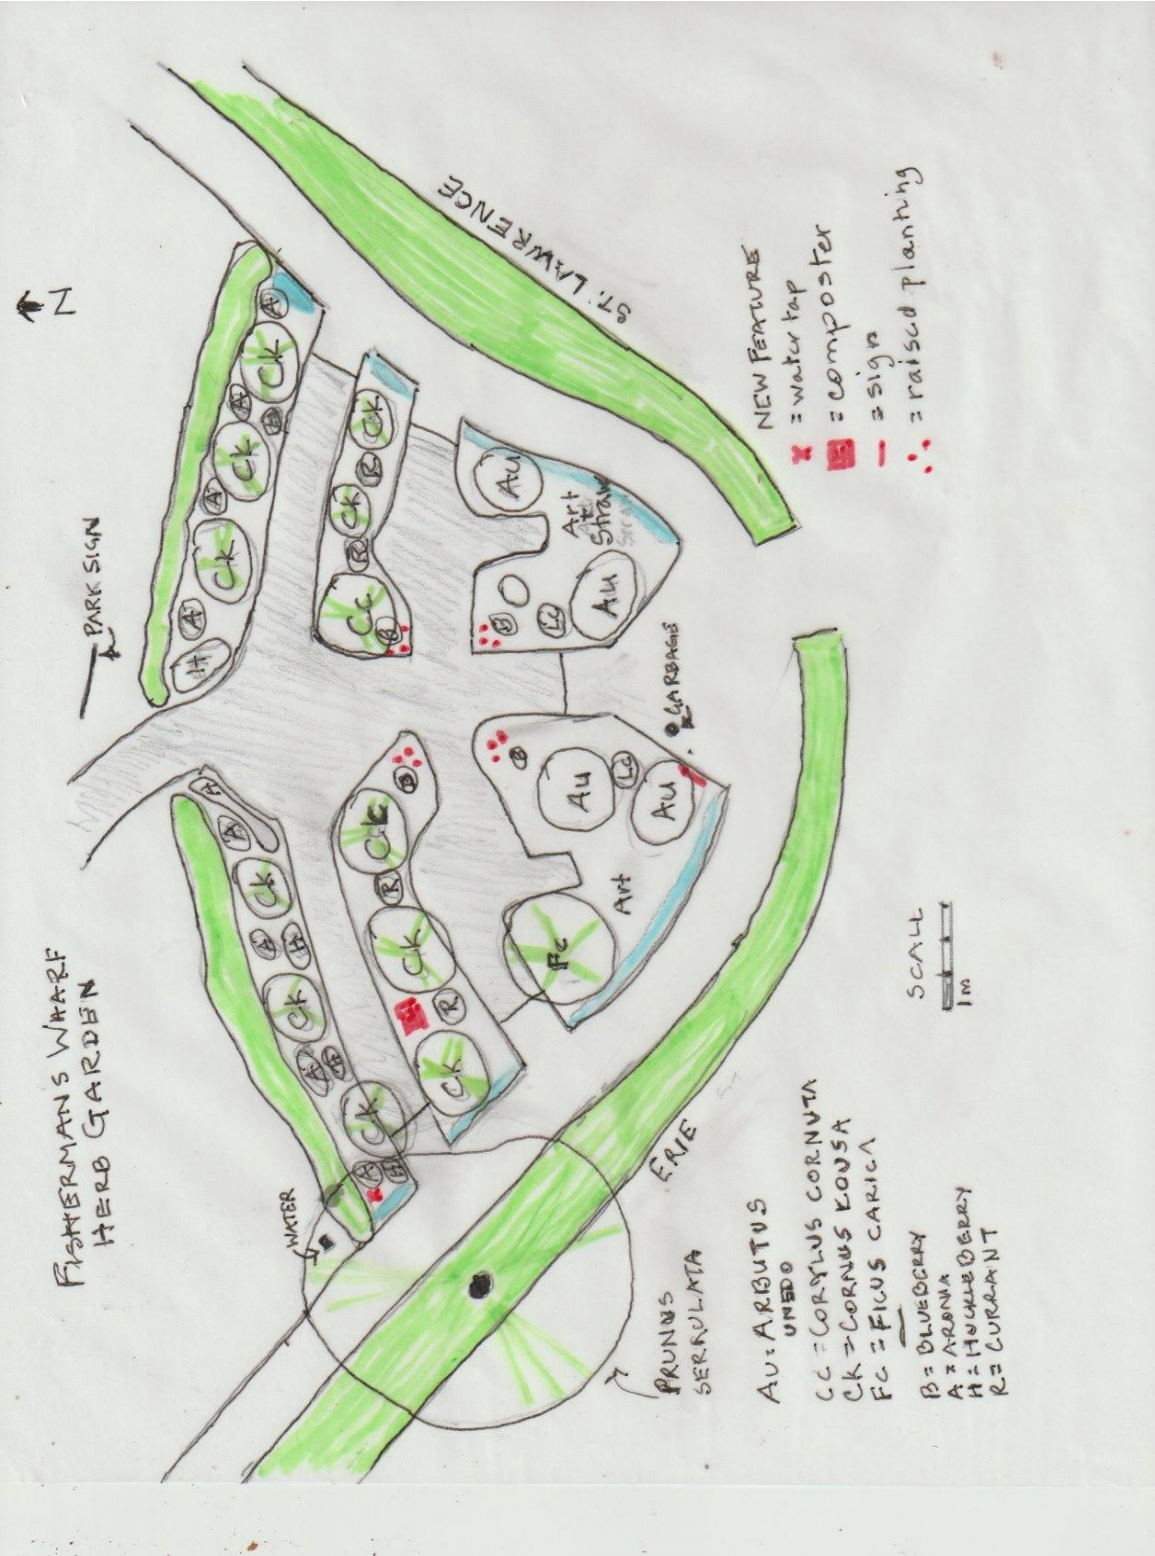 FISHERMANS WAARF
HERB GARDEN
N
PARK SIGN
WATER
A
H
CK
A
H
CK
A
H
CK
A
A
H
A
CK
A
CK
A
B
CK
A
CK
R
CK
R
CK
B
CC
B
R
CK
R
CK
Fc
Art
Au
Au
Lc
B
B
Lc
Au
Art
Straw
Au
GARBAGE
ST. LAWRENCE
ERIE
PRUNUS
SERRULATA
AU = ARBUTUS
UNEDO
CC = CORYLUS CORNUTA
CK = CORNUS KOUSA
FC = FICUS CARICA
B = BLUEBERRY
A = ARONIA
H = HUCKLEBERRY
R = CURRANT
SCALL
1M
NEW FEATURE
= water tap
= composter
= sign
= raised planting